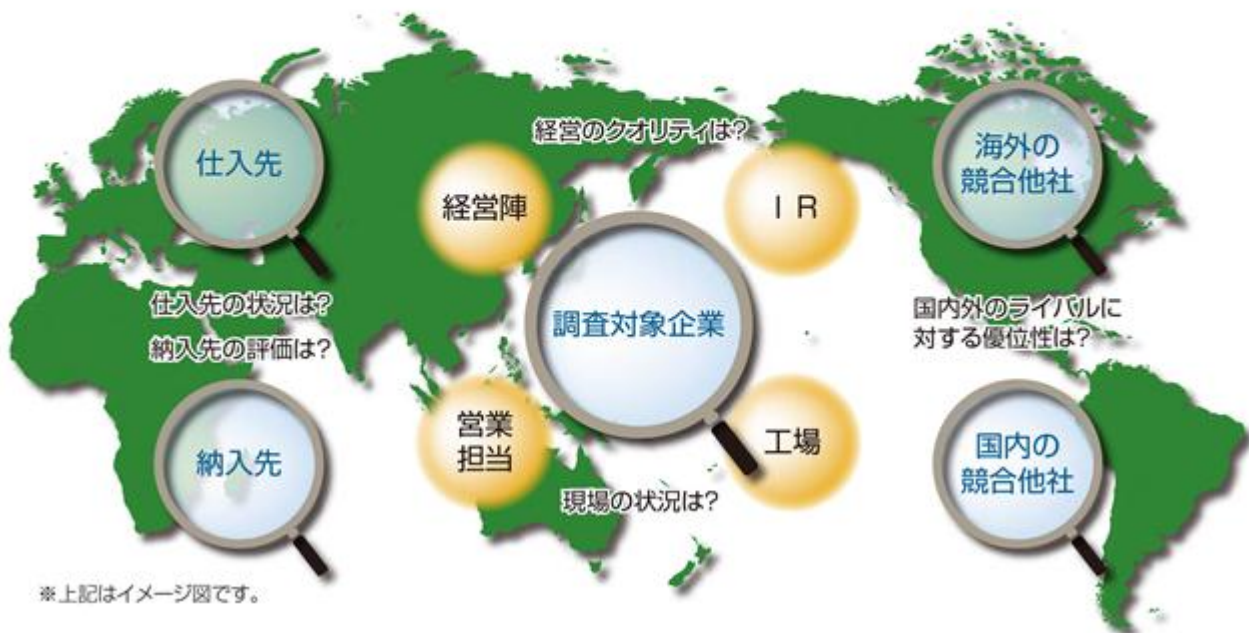 経営のクオリティは?
仕入先
経営陣
ＩＲ
海外の
競合他社
調査対象企業
仕入先の状況は?
納入先の評価は?
国内外のライバルに
対する優位性は?
納入先
営業
担当
工場
国内の
競合他社
現場の状況は?
※上記はイメージ図です。